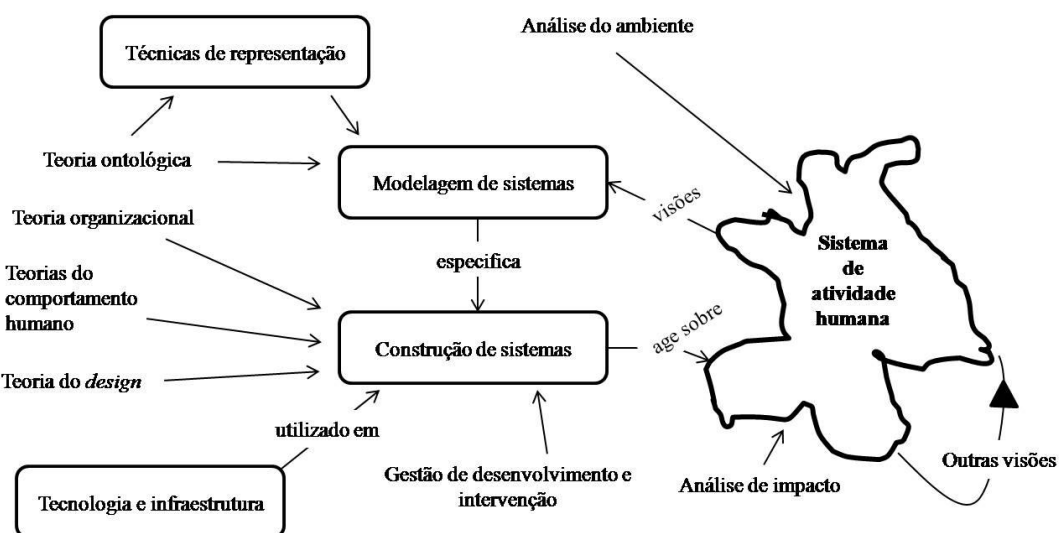 Análise do ambiente
Técnicas de representação
Teoria ontológica
Modelagem de sistemas
visões
Teoria organizacional
Sistema
de
atividade
humana
especifica
Teorias do
comportamento
humano
Construção de sistemas
age sobre
Teoria do design
utilizado em
Gestão de desenvolvimento e
intervenção
Análise de impacto
Outras visões
Tecnologia e infraestrutura